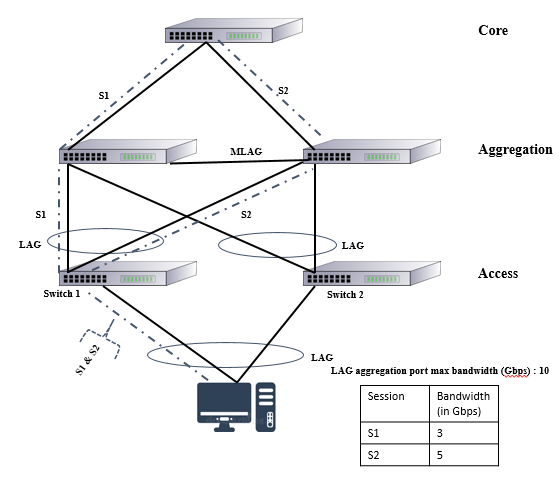 Core
S1
S2
MLAG
Aggregation
S1
S2
LAG
LAG
Access
Switch 1
Switch 2
S1 & S2
LAG
LAG aggregation port max bandwidth (Gbps) : 10
Session Bandwidth
(in Gbps)
S1 3
S2 5